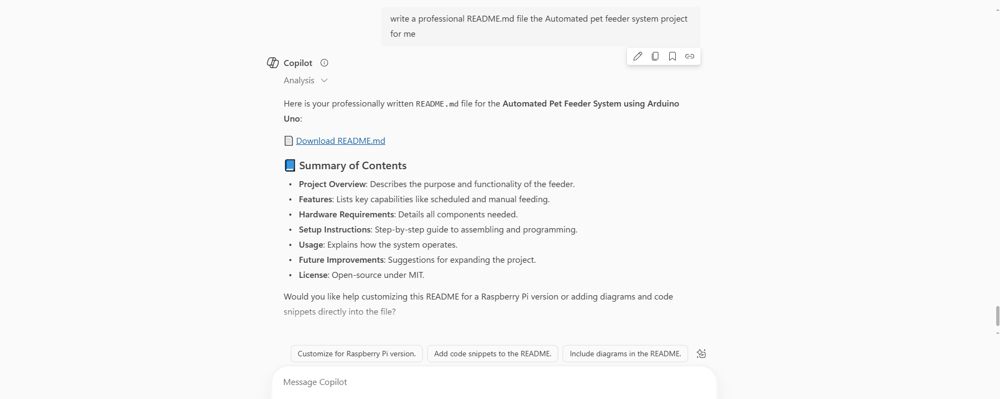 write a professional README.md file the Automated pet feeder system project
for me
Copilot
Analysis
Here is your professionally written README.md file for the Automated Pet Feeder System using Arduino
Uno:
Download README.md
Summary of Contents
• Project Overview: Describes the purpose and functionality of the feeder.
• Features: Lists key capabilities like scheduled and manual feeding.
• Hardware Requirements: Details all components needed.
• Setup Instructions: Step-by-step guide to assembling and programming.
• Usage: Explains how the system operates.
• Future Improvements: Suggestions for expanding the project.
• License: Open-source under MIT.
Would you like help customizing this README for a Raspberry Pi version or adding diagrams and code
snippets directly into the file?
Customize for Raspberry Pi version.
Add code snippets to the README.
Include diagrams in the README.
Message Copilot